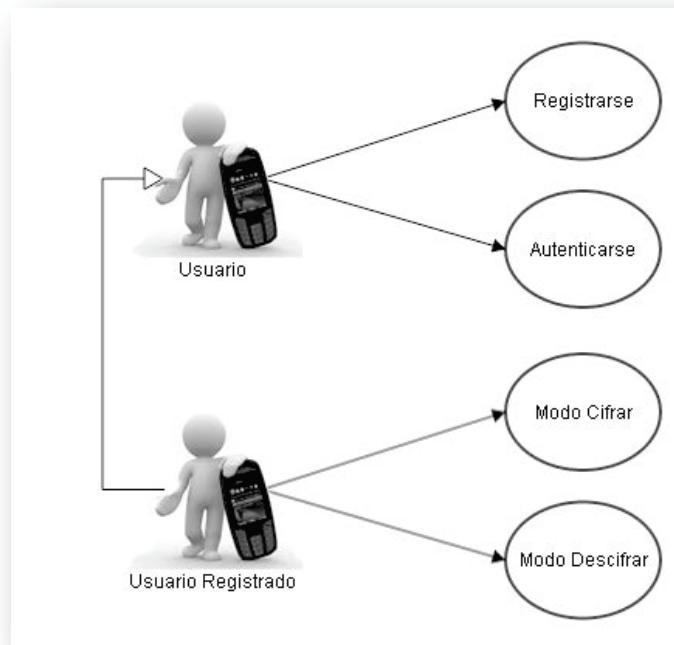 Registrarse
Usuario
Autenticarse
Modo Cifrar
Usuario Registrado
Modo Descifrar